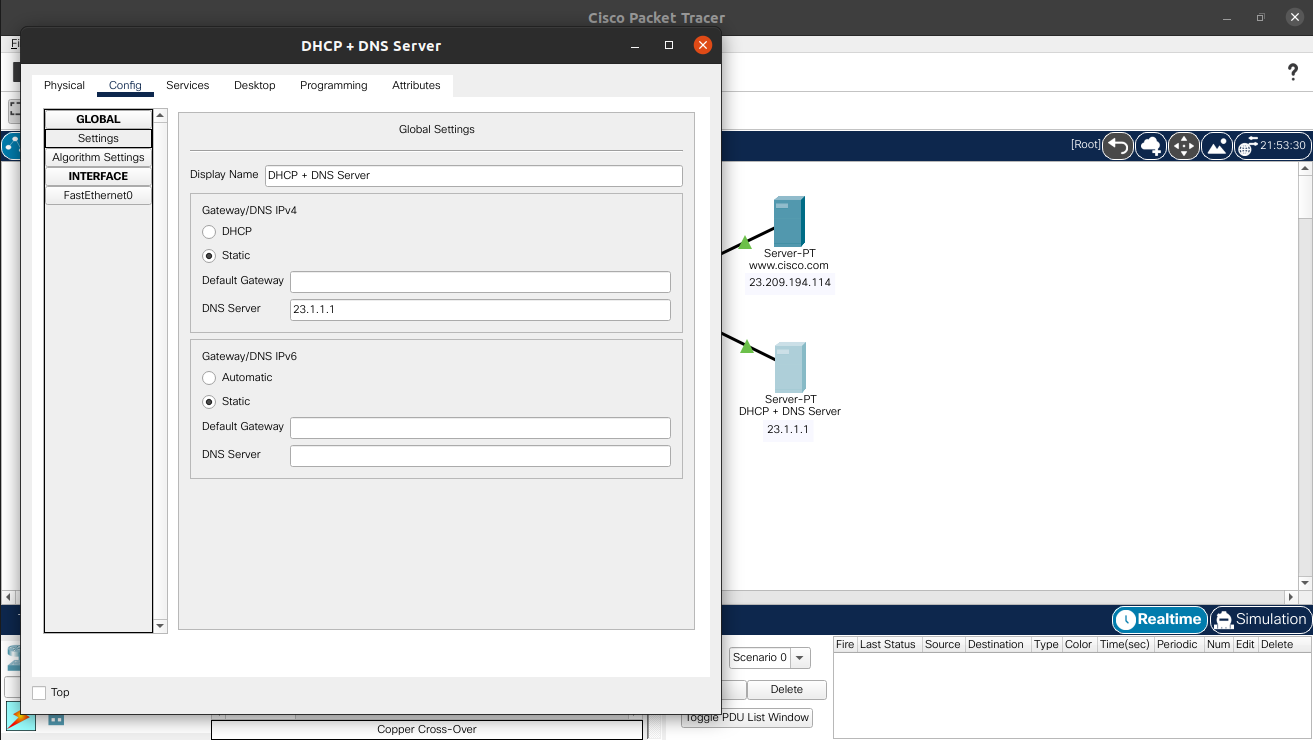 Cisco Packet Tracer
Fi
DHCP + DNS Server
Physical Config Services Desktop Programming Attributes
?
GLOBAL
Settings
Algorithm Settings
INTERFACE
FastEthernet0
Global Settings
Display Name DHCP + DNS Server
Gateway/DNS IPv4
DHCP
Static
Default Gateway
DNS Server 23.1.1.1
Gateway/DNS IPv6
Automatic
Static
Default Gateway
DNS Server
Top
[Root] 21:53:30
Server-PT
www.cisco.com
23.209.194.114
Server-PT
DHCP + DNS Server
23.1.1.1
Realtime Simulation
Scenario 0
Delete
Toggle PDU List Window
Fire Last Status Source Destination Type Color Time(sec) Periodic Num Edit Delete
Copper Cross-Over